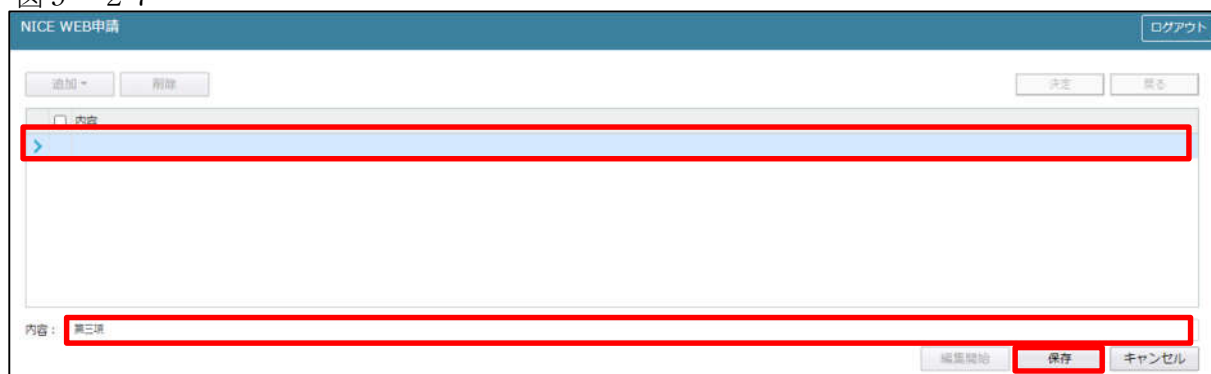 図５－２７
NICE WEB申請 ログアウト
追加 削除 決定 戻る
内容
内容： 第三項
編集開始 保存 キャンセル